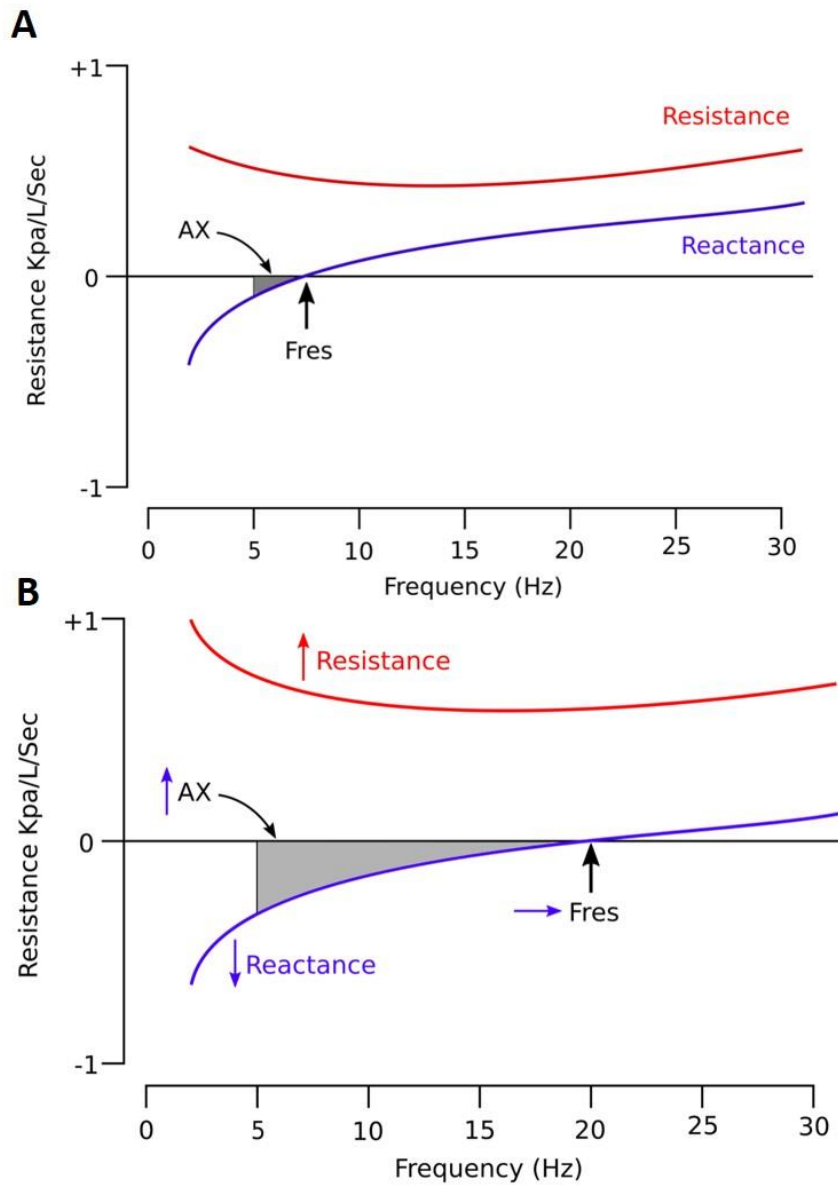 A
+1
Resistance
AX
Reactance
0
Fres
Resistance Kpa/L/Sec
-1
0 5 10 15 20 25 30
Frequency (Hz)
B
+1
Resistance
AX
0
Fres
Reactance
Resistance Kpa/L/Sec
-1
0 5 10 15 20 25 30
Frequency (Hz)